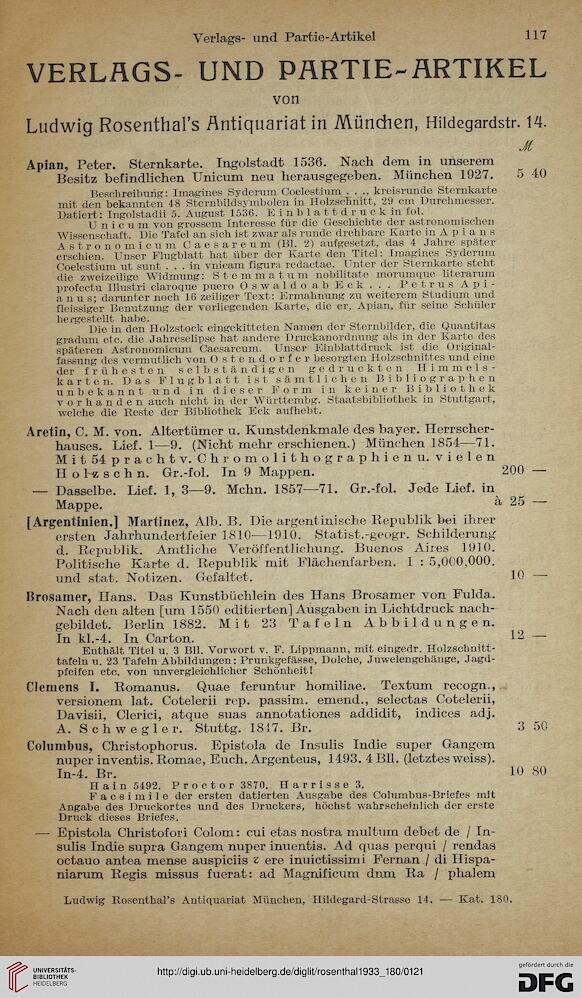 Verlags- und Partie-Artikel 117
VERLAGS- UND PARTIE-ARTIKEL
von
Ludwig Rosenthal's Antiquariat in München, Hildegardstr. 14.
ℳ
Apian, Peter. Sternkarte. Ingolstadt 1536. Nach dem in unserem
Besitz befindlichen Unicum neu herausgegeben. München 1927. 5 40
Beschreibung: Imagines Syderum Coelestium . . ., kreisrunde Sternkarte
mit den bekannten 48 Sternbildsymbolen in Holzschnitt, 29 cm Durchmesser.
Datiert: Ingolstadii 5. August 1536. Einblattdruck in fol.
Unicum von grossem Interesse für die Geschichte der astronomischen
Wissenschaft. Die Tafel an sich ist zwar als runde drehbare Karte in Apians
Astronomicum Caesareum (Bl. 2) aufgesetzt, das 4 Jahre später
erschien. Unser Flugblatt hat über der Karte den Titel: Imagines Syderum
Coelestium ut sunt . . . in vnicam figura redactae. Unter der Sternkarte steht
die zweizeilige Widmung: Stemmatum nobilitate morumque literarum
profectu Illustri claroque puero Oswaldo ab Eck . . . Petrus Api-
anus; darunter noch 16 zeiliger Text: Ermahnung zu weiterem Studium und
fleissiger Benutzung der vorliegenden Karte, die er, Apian, für seine Schüler
hergestellt habe.
Die in den Holzstock eingekitteten Namen der Sternbilder, die Quantitas
gradum etc. die Jahreselipse hat andere Druckanordnung als in der Karte des
späteren Astronomicum Caesareum. Unser Einblattdruck ist die Original-
fassung des vermutlich von Ostendorfer besorgten Holzschnittes und eine
der frühesten selbständigen gedruckten Himmels-
karten. Das Flugblatt ist sämtlichen Bibliographen
unbekannt und in dieser Form in keiner Bibliothek
vorhanden auch nicht in der Württembg. Staatsbibliothek in Stuttgart,
welche die Reste der Bibliothek Eck aufhebt.
Aretin, C. M. von. Altertümer u. Kunstdenkmale des bayer. Herrscher-
hauses. Lief. 1—9. (Nicht mehr erschienen.) München 1854—71.
Mit 54 prachtv. Chromolithographien u. vielen
Holzschn. Gr.-fol. In 9 Mappen. 200 —
— Dasselbe. Lief. 1, 3—9. Mchn. 1857—71. Gr.-fol. Jede Lief. in
Mappe. à 25 —
[Argentinien.] Martinez, Alb. B. Die argentinische Republik bei ihrer
ersten Jahrhundertfeier 1810—1910. Statist.-geogr. Schilderung
d. Republik. Amtliche Veröffentlichung. Buenos Aires 1910.
Politische Karte d. Republik mit Flächenfarben. 1 : 5,000,000.
und stat. Notizen. Gefaltet. 10 —
Brosamer, Hans. Das Kunstbüchlein des Hans Brosamer von Fulda.
Nach den alten [um 1550 editierten] Ausgaben in Lichtdruck nach-
gebildet. Berlin 1882. Mit 23 Tafeln Abbildungen.
In kl.-4. In Carton. 12 —
Enthält Titel u. 3 Bll. Vorwort v. F. Lippmann, mit eingedr. Holzschnitt-
tafeln u. 23 Tafeln Abbildungen: Prunkgefässe, Dolche, Juwelengehänge, Jagd-
pfeifen etc. von unvergleichlicher Schönheit!
Clemens I. Romanus. Quae feruntur homiliae. Textum recogn.,
versionem lat. Cotelerii rep. passim. emend., selectas Cotelerii,
Davisii, Clerici, atque suas annotationes addidit, indices adj.
A. Schwegler. Stuttg. 1847. Br. 3 50
Columbus, Christophorus. Epistola de Insulis Indie super Gangem
nuper inventis. Romae, Euch. Argenteus, 1493. 4 Bll. (letztes weiss).
In-4. Br. 10 80
Hain 5492. Proctor 3870. Harrisse 3.
Facsimile der ersten datierten Ausgabe des Columbus-Briefes mit
Angabe des Druckortes und des Druckers, höchst wahrscheinlich der erste
Druck dieses Briefes.
— Epistola Christofori Colom: cui etas nostra multum debet de / In-
sulis Indie supra Gangem nuper inuentis. Ad quas perqui / rendas
octauo antea mense auspiciis τ ere inuictissimi Fernan / di Hispa-
niarum Regis missus fuerat: ad Magnificum dnm Ra / phalem
Ludwig Rosenthal's Antiquariat München, Hildegard-Strasse 14. — Kat. 180.
UNIVERSITÄTS-
BIBLIOTHEK
HEIDELBERG
http://digi.ub.uni-heidelberg.de/diglit/rosenthal1933_180/0121
gefördert durch die
DFG